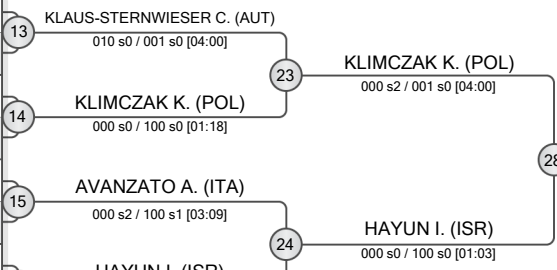 13
KLAUS-STERNWIESER C. (AUT)
010 s0 / 001 s0 [04:00]
23
KLIMCZAK K. (POL)
000 s2 / 001 s0 [04:00]
14
KLIMCZAK K. (POL)
000 s0 / 100 s0 [01:18]
28
15
AVANZATO A. (ITA)
000 s2 / 100 s1 [03:09]
24
HAYUN I. (ISR)
000 s0 / 100 s0 [01:03]
HAYUN I. (ISR)